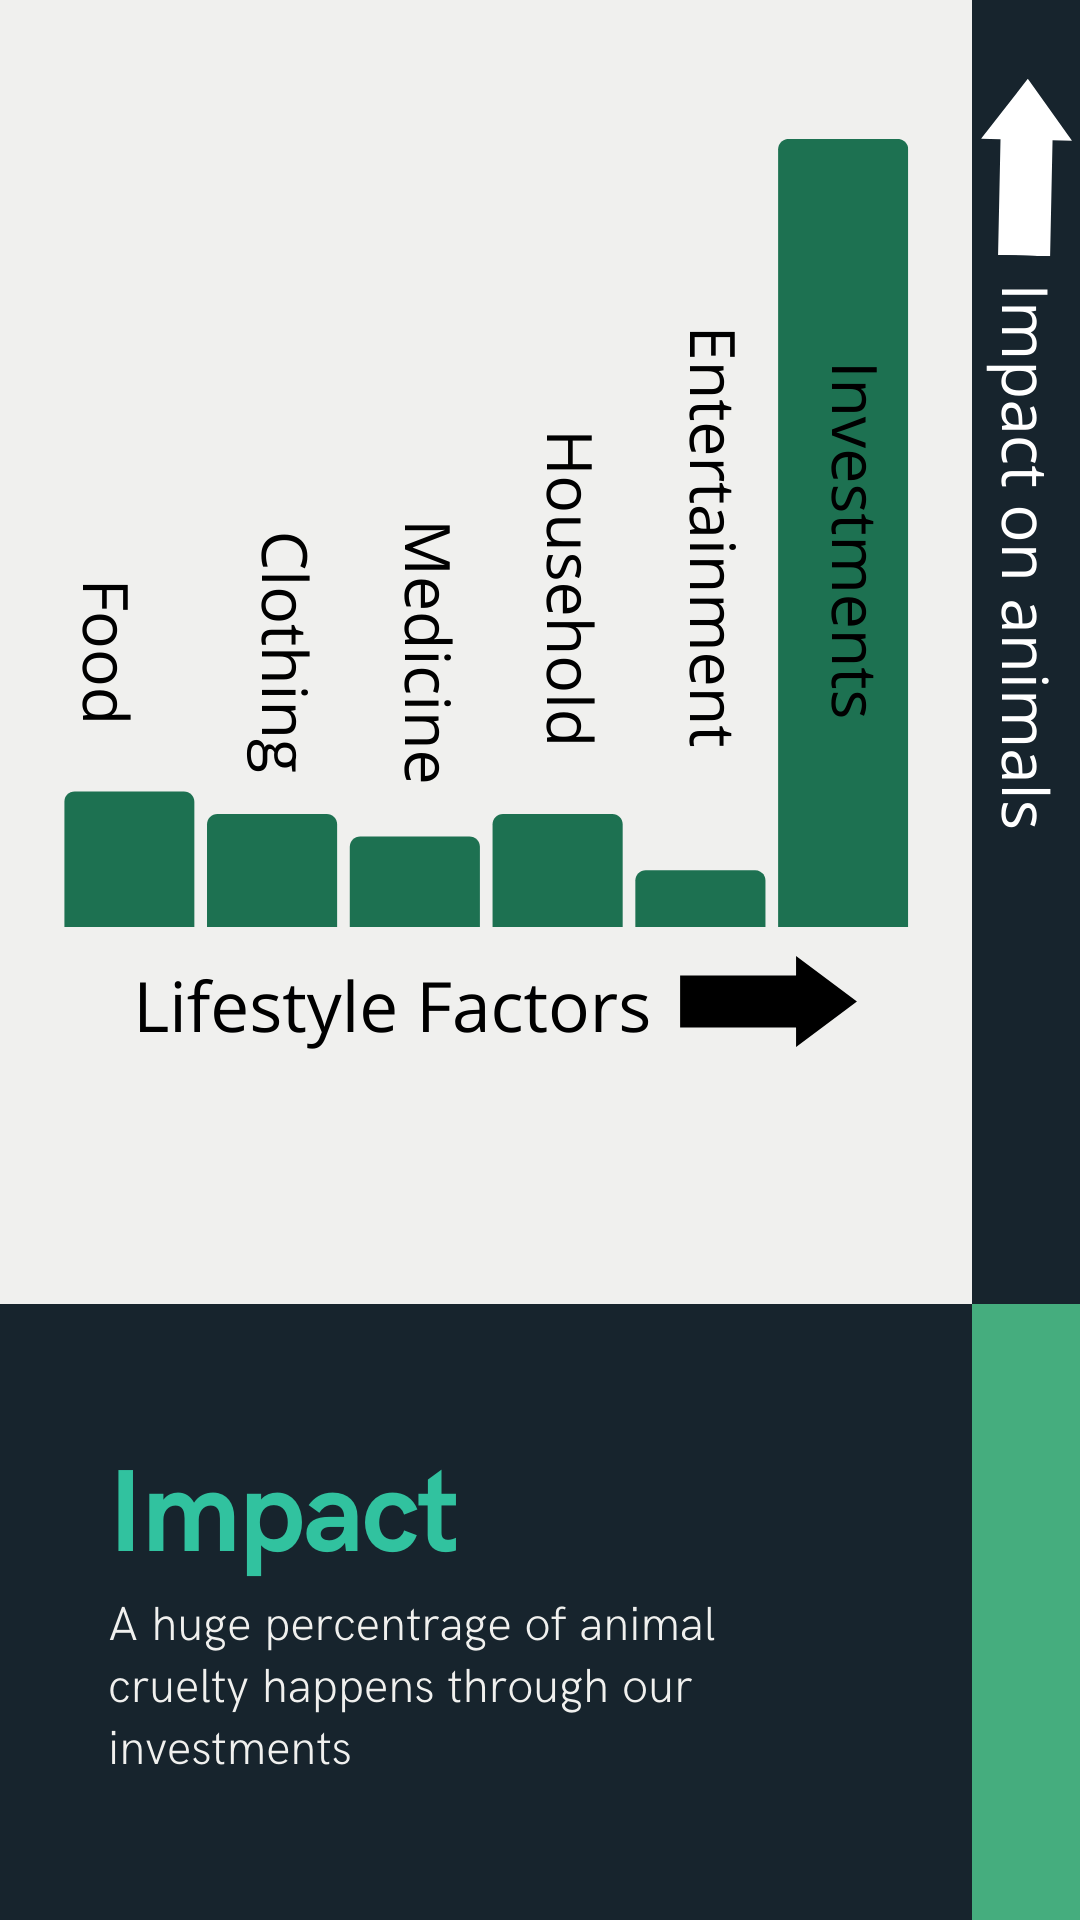 Food
Clothing
Medicine
Household
Entertainment
Investments
Impact on animals
Lifestyle Factors
Impact
A huge percentrage of animal
cruelty happens through our
investments